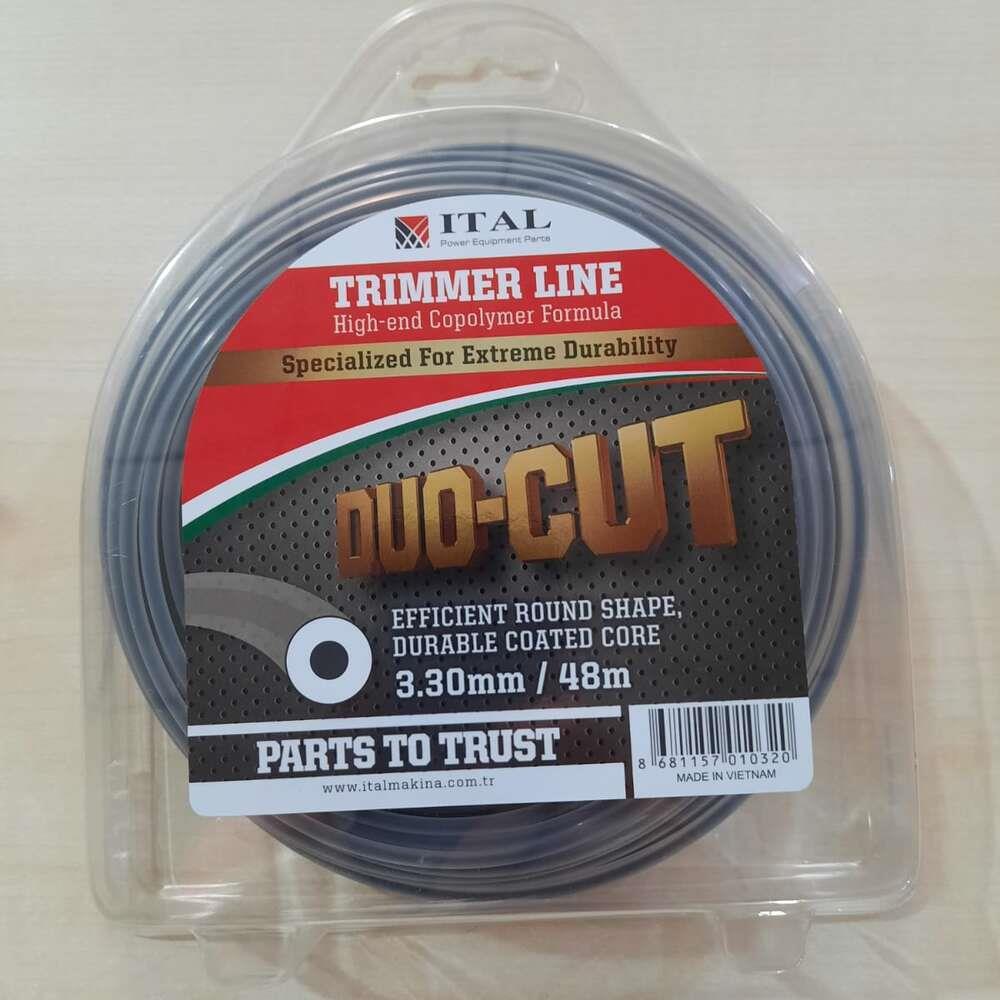 ITAL
Power Equipment Parts
TRIMMER LINE
High-end Copolymer Formula
Specialized For Extreme Durability
DUO-CUT
EFFICIENT ROUND SHAPE,
DURABLE COATED CORE
3.30mm / 48m
PARTS TO TRUST
www.italmakina.com.tr
8 681157 010320
MADE IN VIETNAM